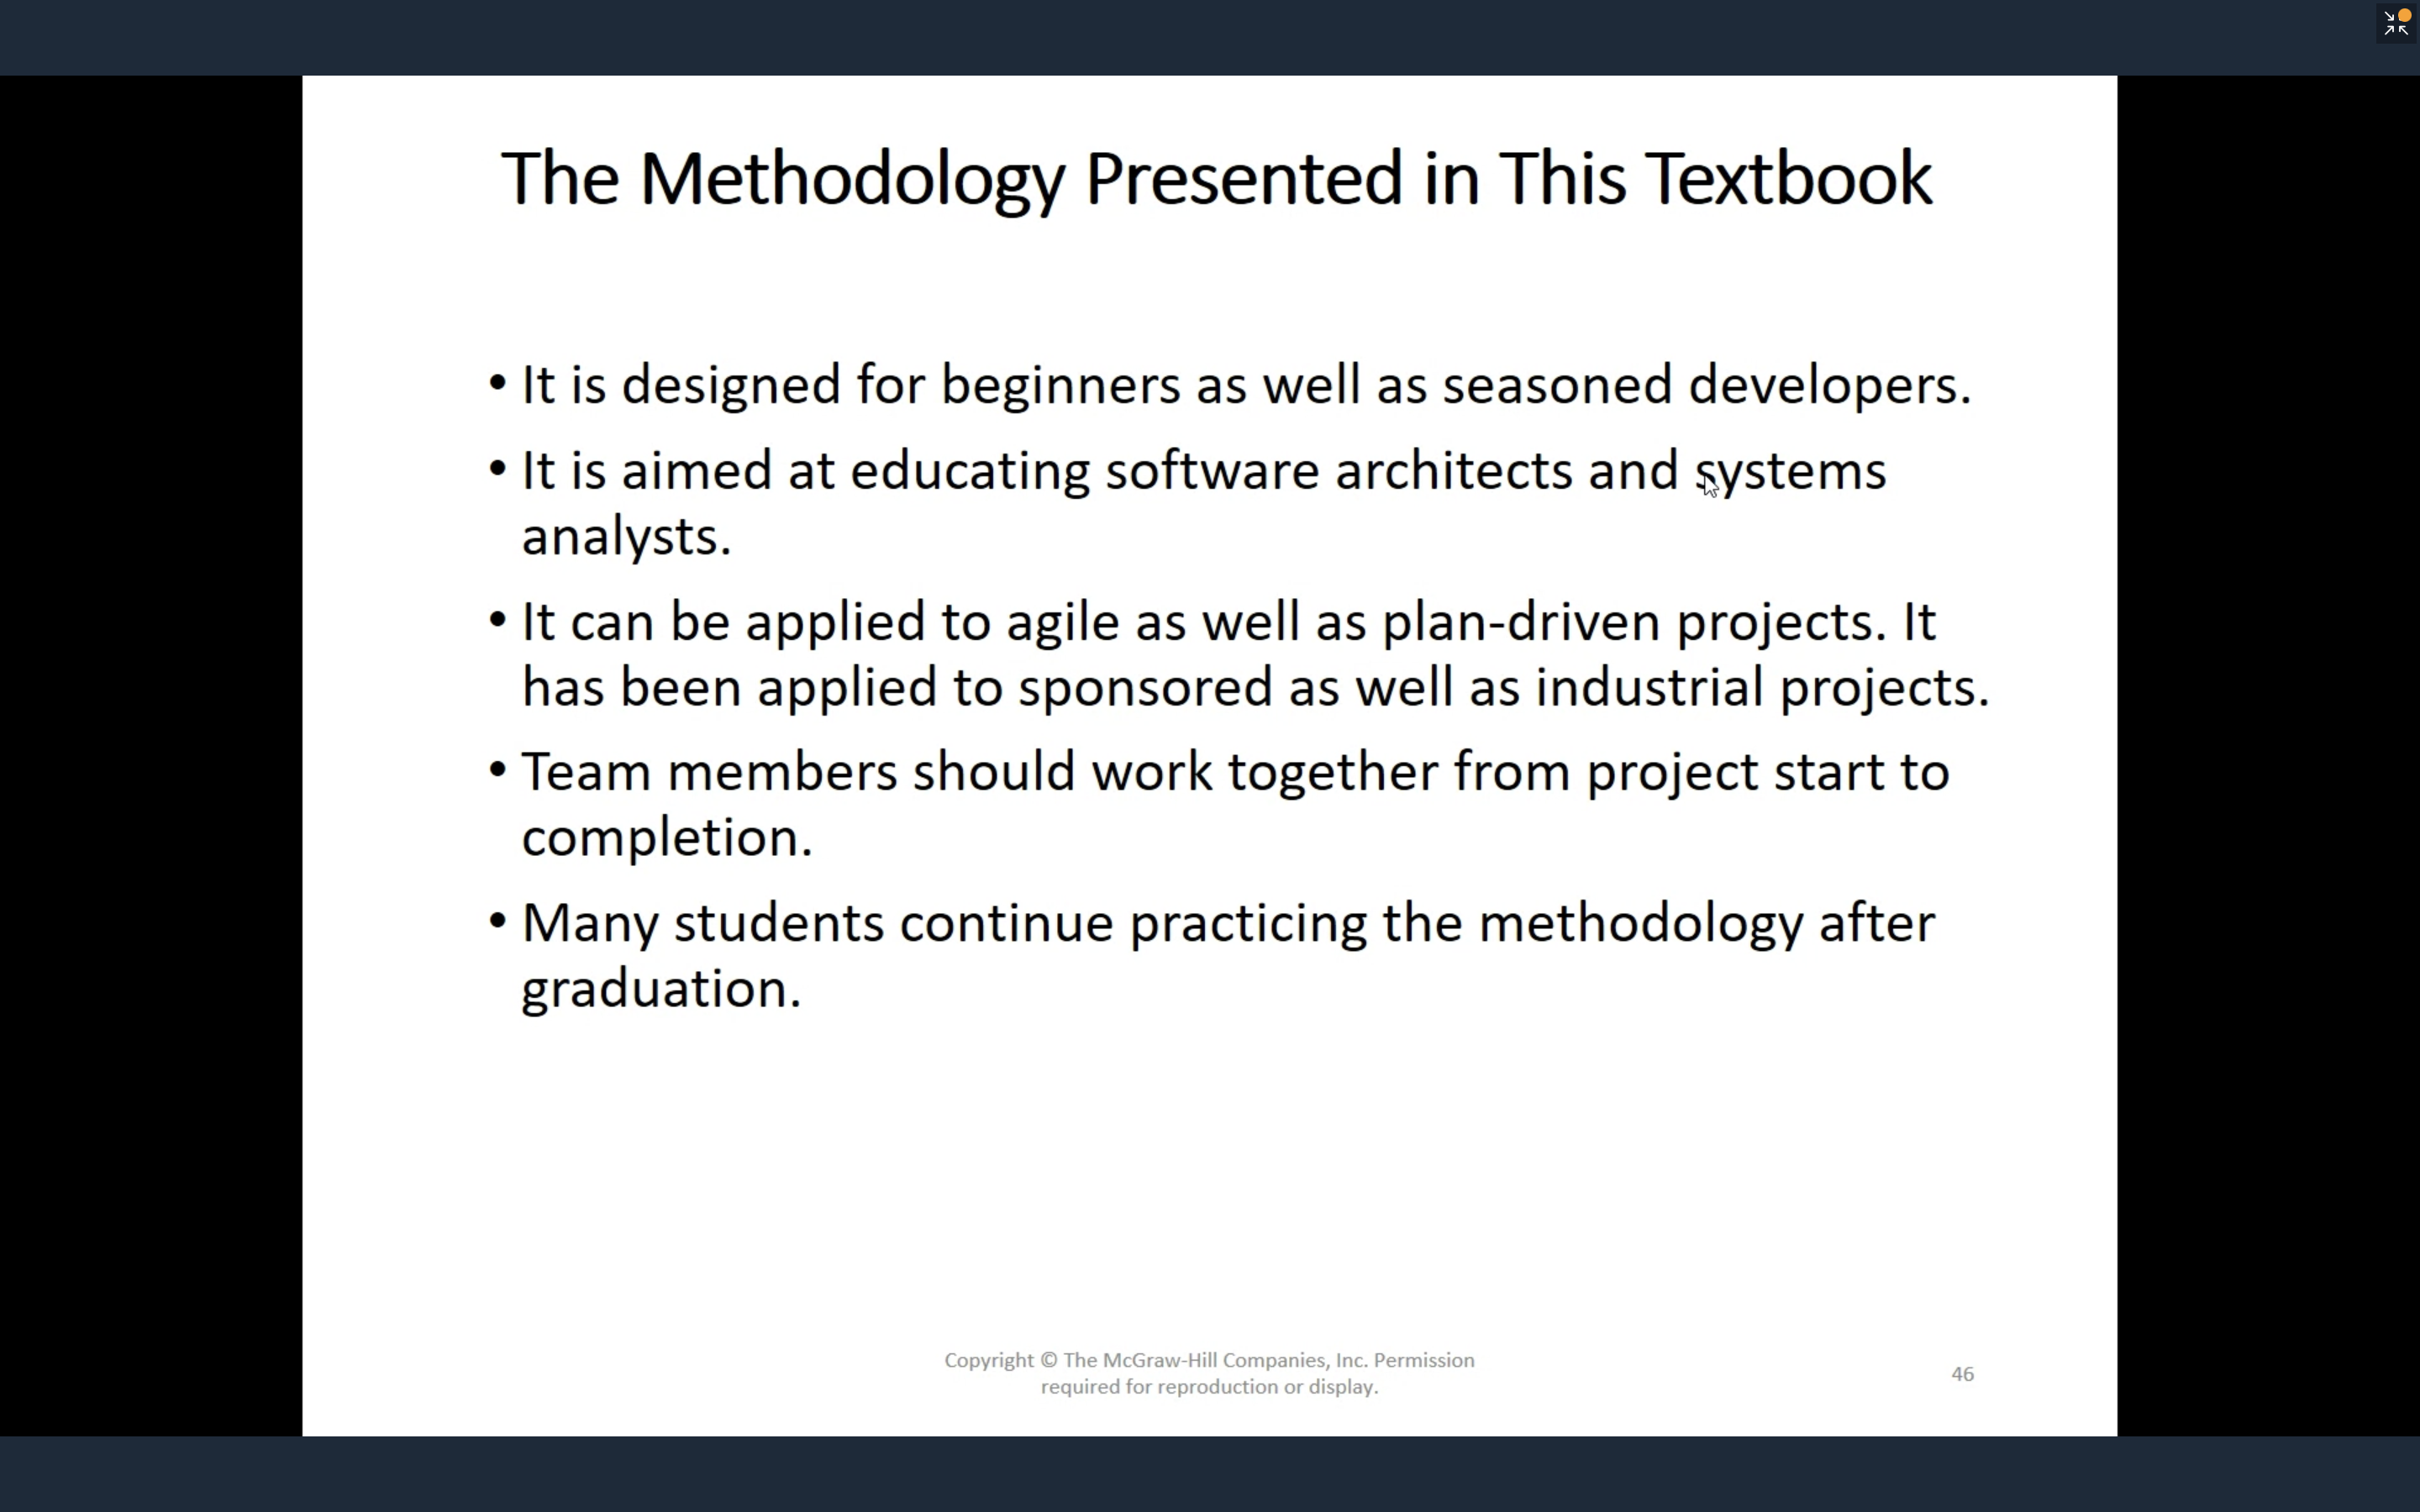 The Methodology Presented in This Textbook
• It is designed for beginners as well as seasoned developers.
• It is aimed at educating software architects and systems
analysts.
• It can be applied to agile as well as plan-driven projects. It
has been applied to sponsored as well as industrial projects.
• Team members should work together from project start to
completion.
• Many students continue practicing the methodology after
graduation.
Copyright © The McGraw-Hill Companies, Inc. Permission
required for reproduction or display.
46